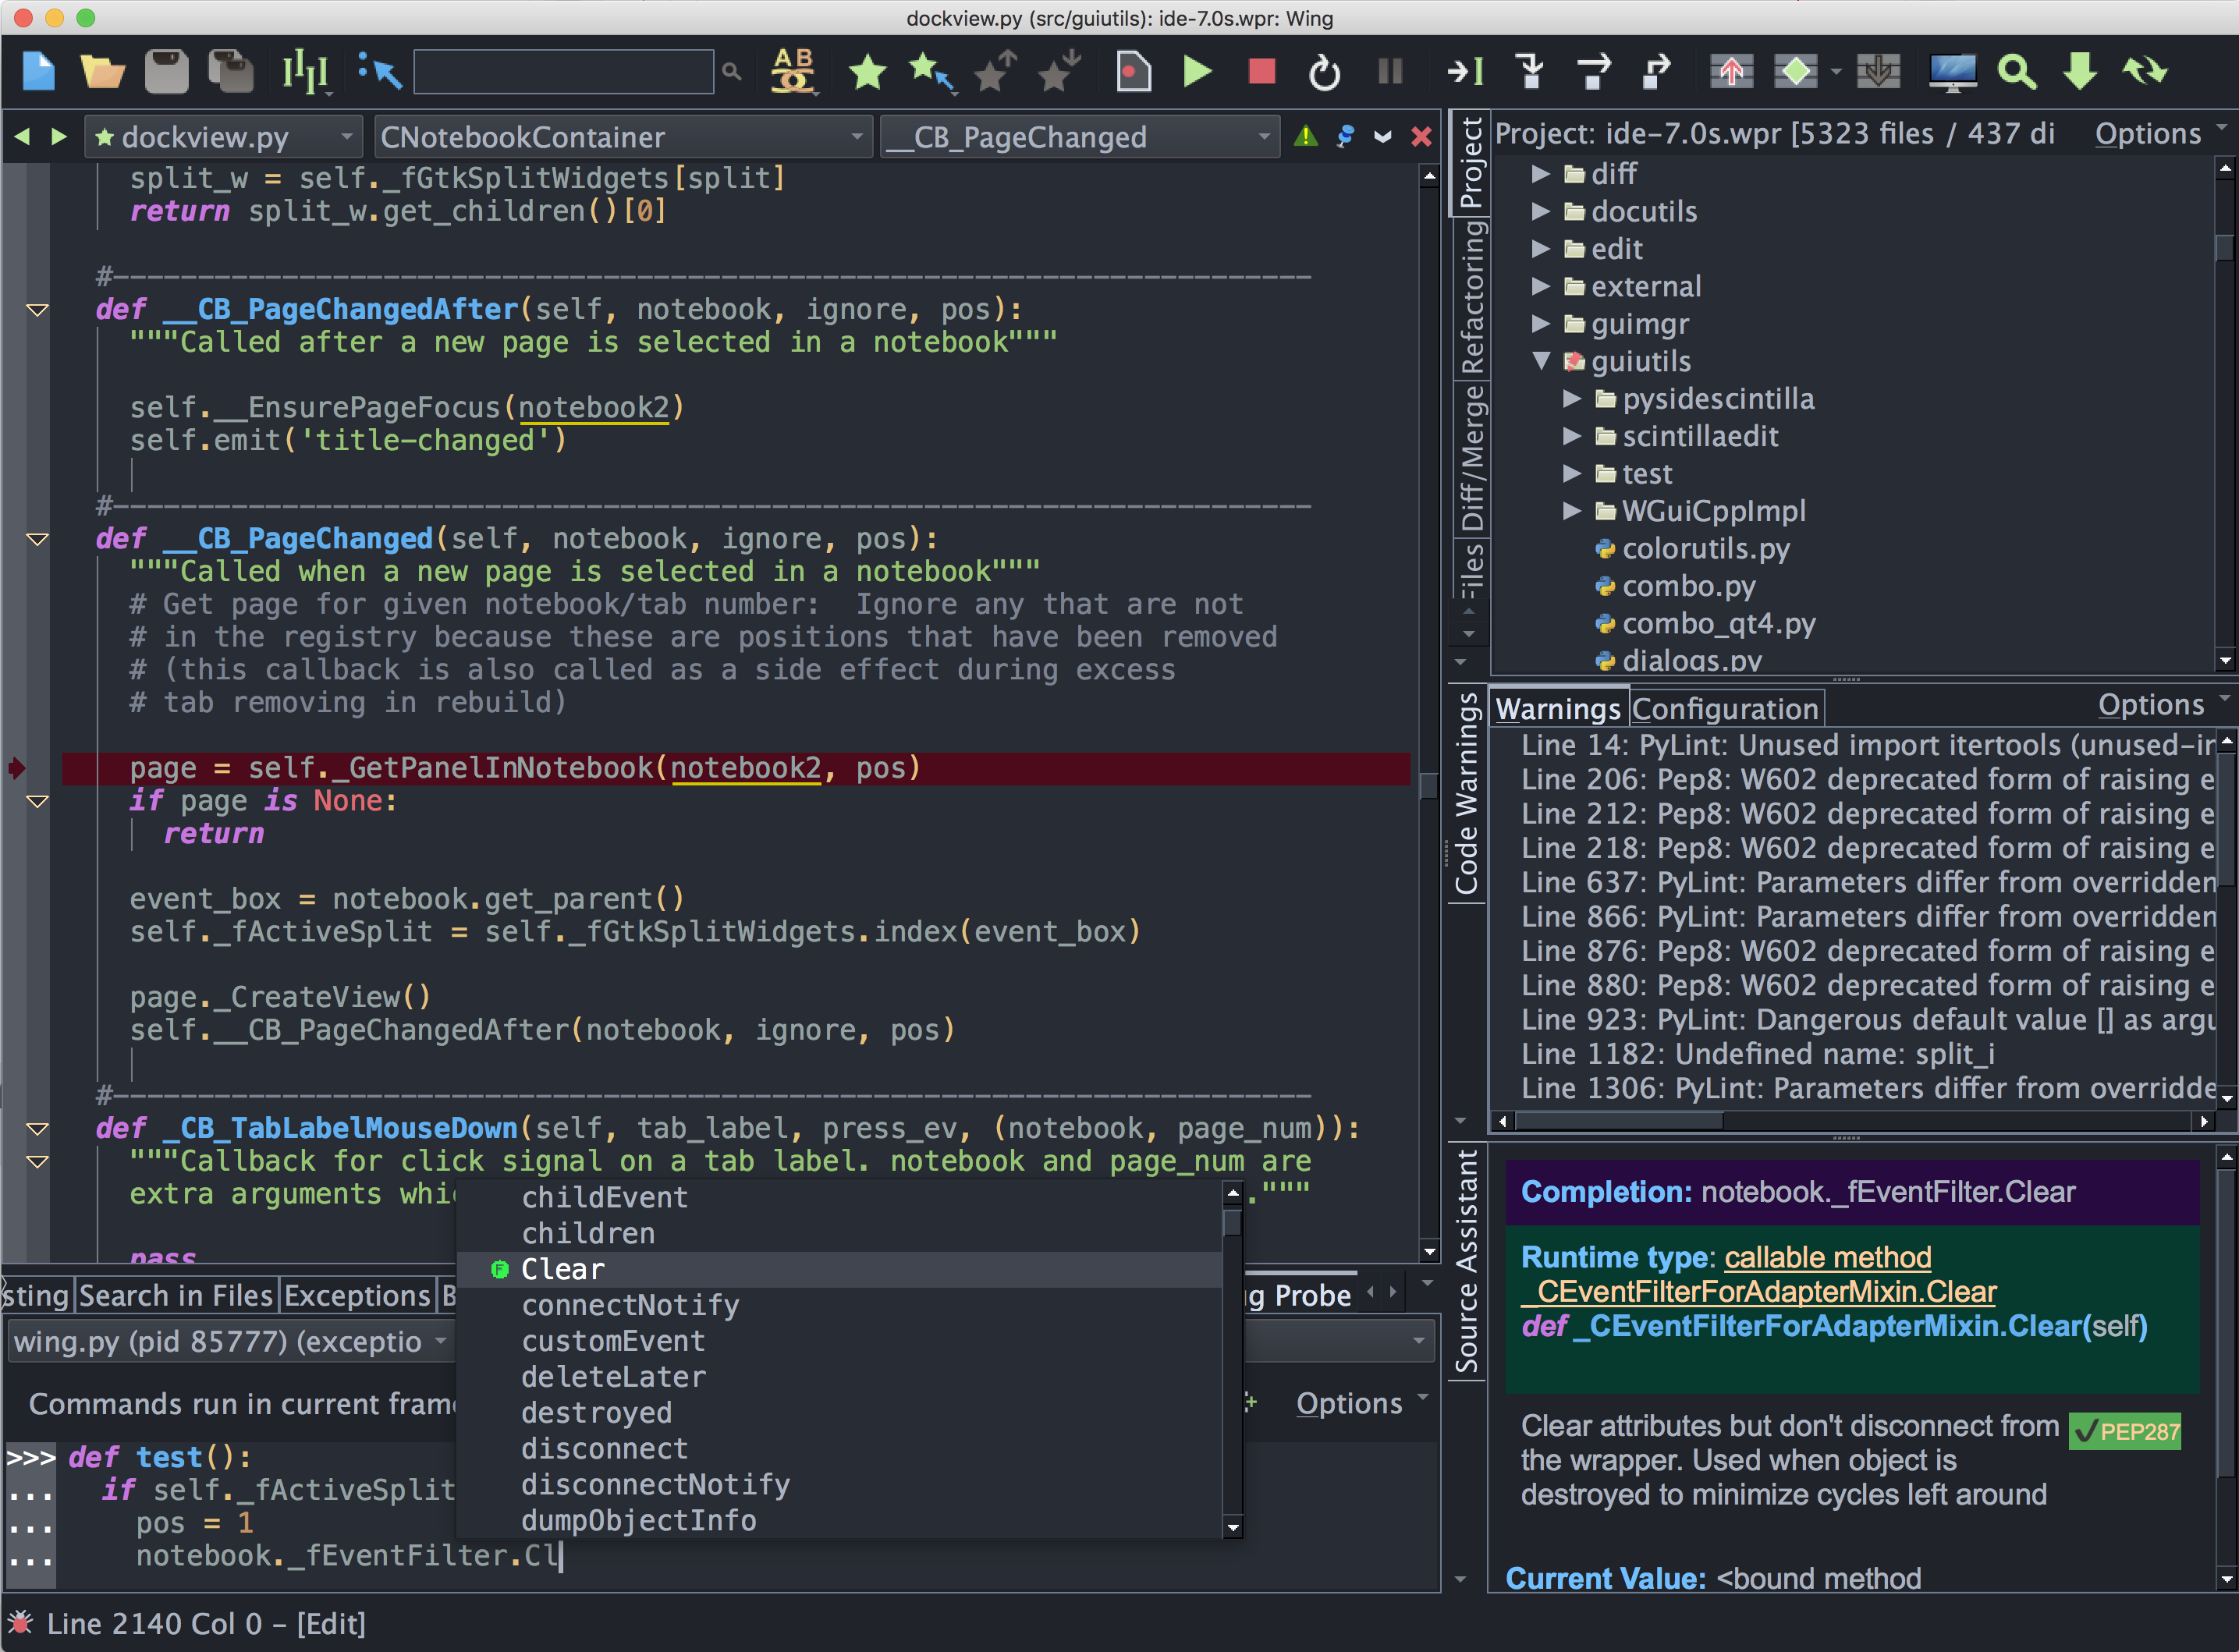 dockview.py (src/guiutils): ide-7.0s.wpr: Wing
AB
dockview.py
CNotebookContainer
__CB_PageChanged
split_w = self._fGtkSplitWidgets[split]
return split_w.get_children()[0]
#-----------------------------------------------------------------------
def __CB_PageChangedAfter(self, notebook, ignore, pos):
"""Called after a new page is selected in a notebook"""
self.__EnsurePageFocus(notebook2)
self.emit('title-changed')
#-----------------------------------------------------------------------
def __CB_PageChanged(self, notebook, ignore, pos):
"""Called when a new page is selected in a notebook"""
# Get page for given notebook/tab number:  Ignore any that are not
# in the registry because these are positions that have been removed
# (this callback is also called as a side effect during excess
# tab removing in rebuild)
page = self._GetPanelInNotebook(notebook2, pos)
if page is None:
return
event_box = notebook.get_parent()
self._fActiveSplit = self._fGtkSplitWidgets.index(event_box)
page._CreateView()
self.__CB_PageChangedAfter(notebook, ignore, pos)
#-----------------------------------------------------------------------
def _CB_TabLabelMouseDown(self, tab_label, press_ev, (notebook, page_num)):
"""Callback for click signal on a tab label. notebook and page_num are
extra arguments whi
."""
pass
childEvent
children
F Clear
connectNotify
customEvent
deleteLater
destroyed
disconnect
disconnectNotify
dumpObjectInfo
sting
Search in Files
Exceptions
B
g Probe
wing.py (pid 85777) (exceptio
Commands run in current fram
Options
>>> def test():
... if self._fActiveSplit
... pos = 1
... notebook._fEventFilter.Cl
Line 2140 Col 0 – [Edit]
Project
Refactoring
Diff/Merge
Files
Project: ide-7.0s.wpr [5323 files / 437 di
Options
diff
docutils
edit
external
guimgr
guiutils
pysidescintilla
scintillaedit
test
WGuiCppImpl
colorutils.py
combo.py
combo_qt4.py
dialogs.py
Code Warnings
Warnings
Configuration
Options
Line 14: PyLint: Unused import itertools (unused-ir
Line 206: Pep8: W602 deprecated form of raising e
Line 212: Pep8: W602 deprecated form of raising e
Line 218: Pep8: W602 deprecated form of raising e
Line 637: PyLint: Parameters differ from overridden
Line 866: PyLint: Parameters differ from overridden
Line 876: Pep8: W602 deprecated form of raising e
Line 880: Pep8: W602 deprecated form of raising e
Line 923: PyLint: Dangerous default value [] as argu
Line 1182: Undefined name: split_i
Line 1306: PyLint: Parameters differ from overridde
Source Assistant
Completion: notebook._fEventFilter.Clear
Runtime type: callable method
_CEventFilterForAdapterMixin.Clear
def _CEventFilterForAdapterMixin.Clear(self)
Clear attributes but don't disconnect from
✓PEP287
the wrapper. Used when object is
destroyed to minimize cycles left around
Current Value: <bound method